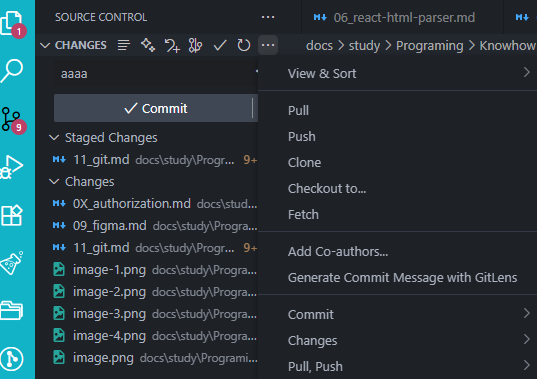 SOURCE CONTROL
06_react-html-parser.md
1
CHANGES
docs > study > Programing > Knowhow
aaaa
View & Sort
Commit
Pull
Push
9
Staged Changes
Clone
11_git.md docs\study\Progr... 9+
Checkout to...
Changes
Fetch
0X_authorization.md docs\stud...
09_figma.md docs\study\Progra...
Add Co-authors...
11_git.md docs\study\Progr... 9+
image-1.png docs\study\Progra...
Generate Commit Message with GitLens
image-2.png docs\study\Progra...
image-3.png docs\study\Progra...
Commit
image-4.png docs\study\Progra...
Changes
image.png docs\study\Programi...
Pull, Push